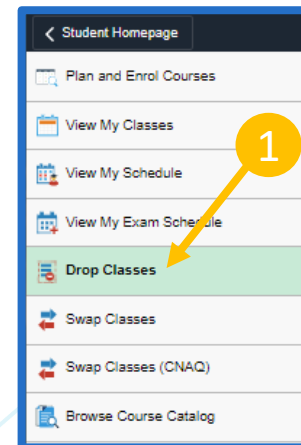 Student Homepage
Plan and Enrol Courses
View My Classes
1
View My Schedule
View My Exam Schedule
Drop Classes
Swap Classes
Swap Classes (CNAQ)
Browse Course Catalog